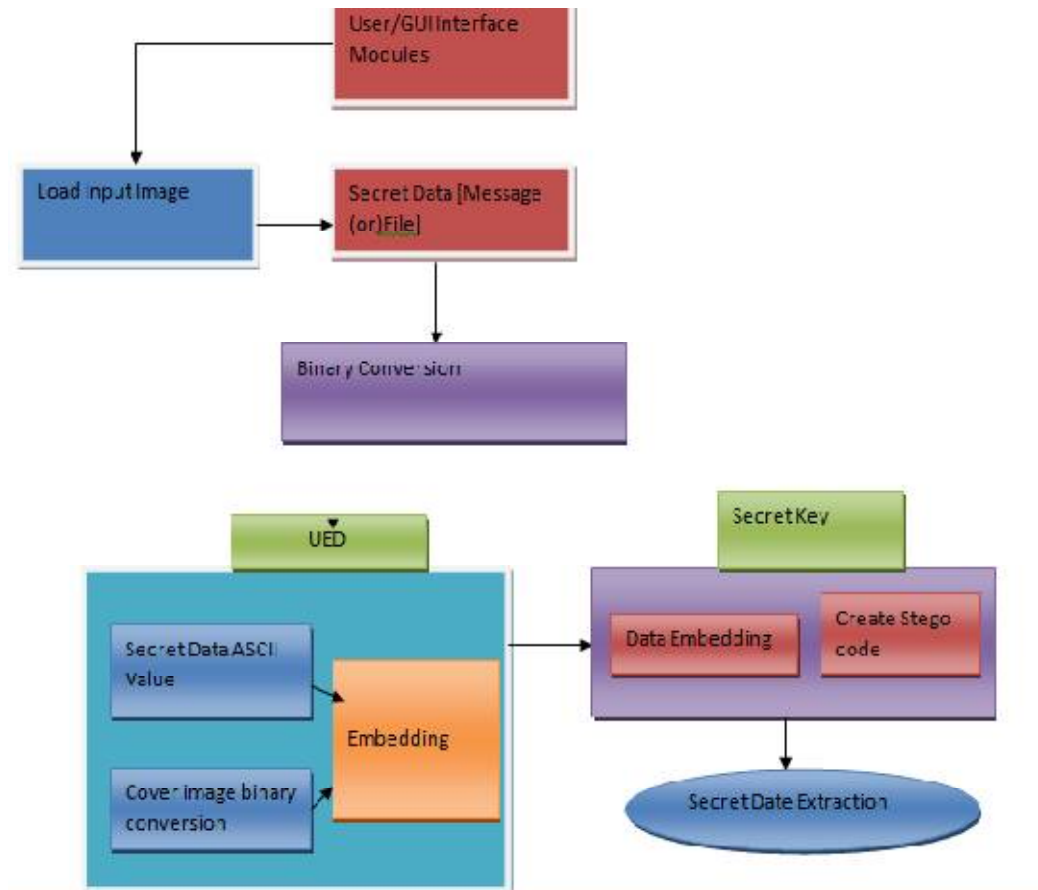 User/GUI Interface
Modules
Load Input Image
Secret Data [Message
(or)File]
Binary Conversion
UED
Secret Key
Secret Data ASCII
Value
Embedding
Cover Image binary
conversion
Data Embedding
Create Stego
code
Secret Date Extraction